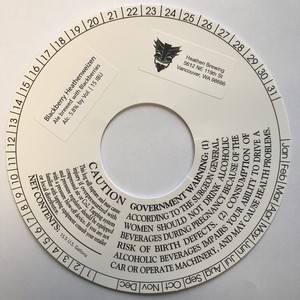 Heathen Brewing
5612 NE 119th St
Vancouver, WA 98686
Blackberry Heathenweizen
Ale brewed with Blackberries
Alc. 5.8% by Vol. | 15 IBU
CAUTION
GOVERNMENT WARNING: (1)
ACCORDING TO THE SURGEON GENERAL
WOMEN SHOULD NOT DRINK ALCOHOLIC
BEVERAGES DURING PREGNANCY BECAUSE OF THE
RISK OF BIRTH DEFECTS. (2) CONSUMPTION OF
ALCOHOLIC BEVERAGES IMPAIRS YOUR ABILITY TO DRIVE A
CAR OR OPERATE MACHINERY, AND MAY CAUSE HEALTH PROBLEMS.
NET CONTENTS:
15.5 U.S. Gallons
1 2 3 4 5 6 7 8 9 10 11 12 13 14 15 16 17 18 19 20 21 22 23 24 25 26 27 28 29 30 31
Jan Feb Mar Apr May Jun Jul Aug Sep Oct Nov Dec